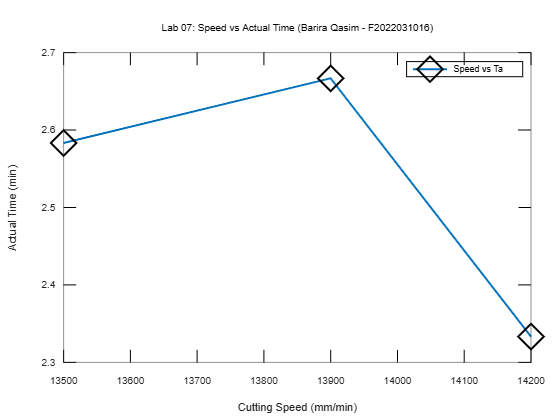 Lab 07: Speed vs Actual Time (Barira Qasim - F2022031016)
2.7
Speed vs Ta
2.6
2.5
2.4
2.3
Actual Time (min)
13500 13600 13700 13800 13900 14000 14100 14200
Cutting Speed (mm/min)